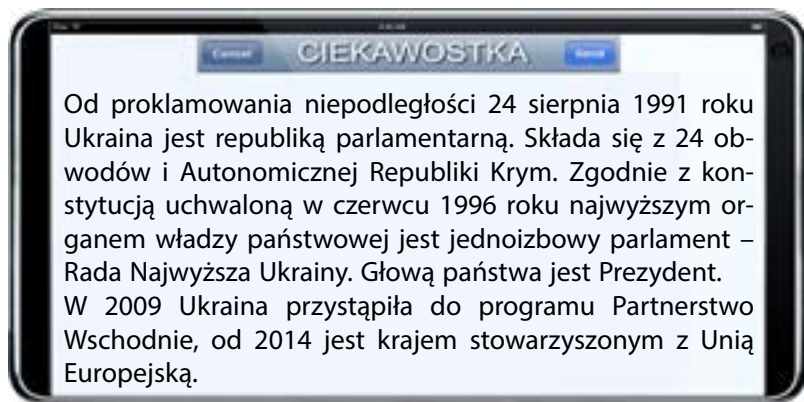 CIEKAWOSTKA
Od proklamowania niepodległości 24 sierpnia 1991 roku
Ukraina jest republiką parlamentarną. Składa się z 24 ob-
wodów i Autonomicznej Republiki Krym. Zgodnie z kon-
stytucją uchwaloną w czerwcu 1996 roku najwyższym or-
ganem władzy państwowej jest jednoizbowy parlament –
Rada Najwyższa Ukrainy. Głową państwa jest Prezydent.
W 2009 Ukraina przystąpiła do programu Partnerstwo
Wschodnie, od 2014 jest krajem stowarzyszonym z Unią
Europejską.